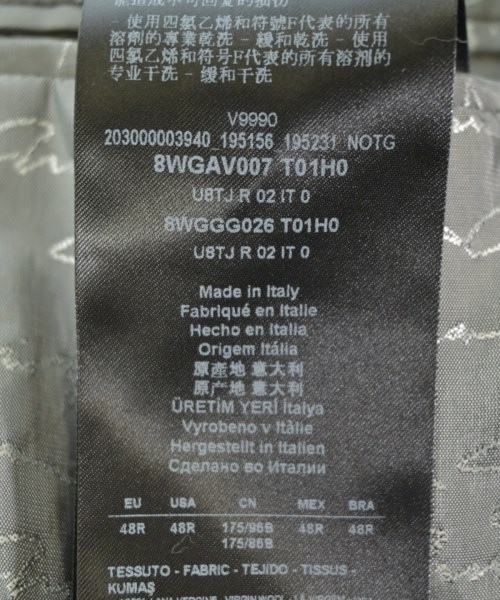 - 使用四氯乙烯和符號F代表的所有
溶劑的專業乾洗 - 緩和乾洗 - 使用
四氯乙烯和符号F代表的所有溶剂的
专业干洗 - 缓和干洗
V9990
203000003940_195156_195231_NOTG
8WGAV007 T01H0
U8TJ R 02 IT 0
8WGGG026 T01H0
U8TJ R 02 IT 0
Made in Italy
Fabriqué en Italie
Hecho en Italia
Origem Itália
原產地 意大利
原产地 意大利
ÜRETİM YERİ İtalya
Vyrobeno v Itálie
Hergestellt in Italien
Сделано во Италии
EU USA CN MEX BRA
48R 48R 175/96B 48R 48R
175/86B
TESSUTO - FABRIC - TEJIDO - TISSUS -
KUMAŞ